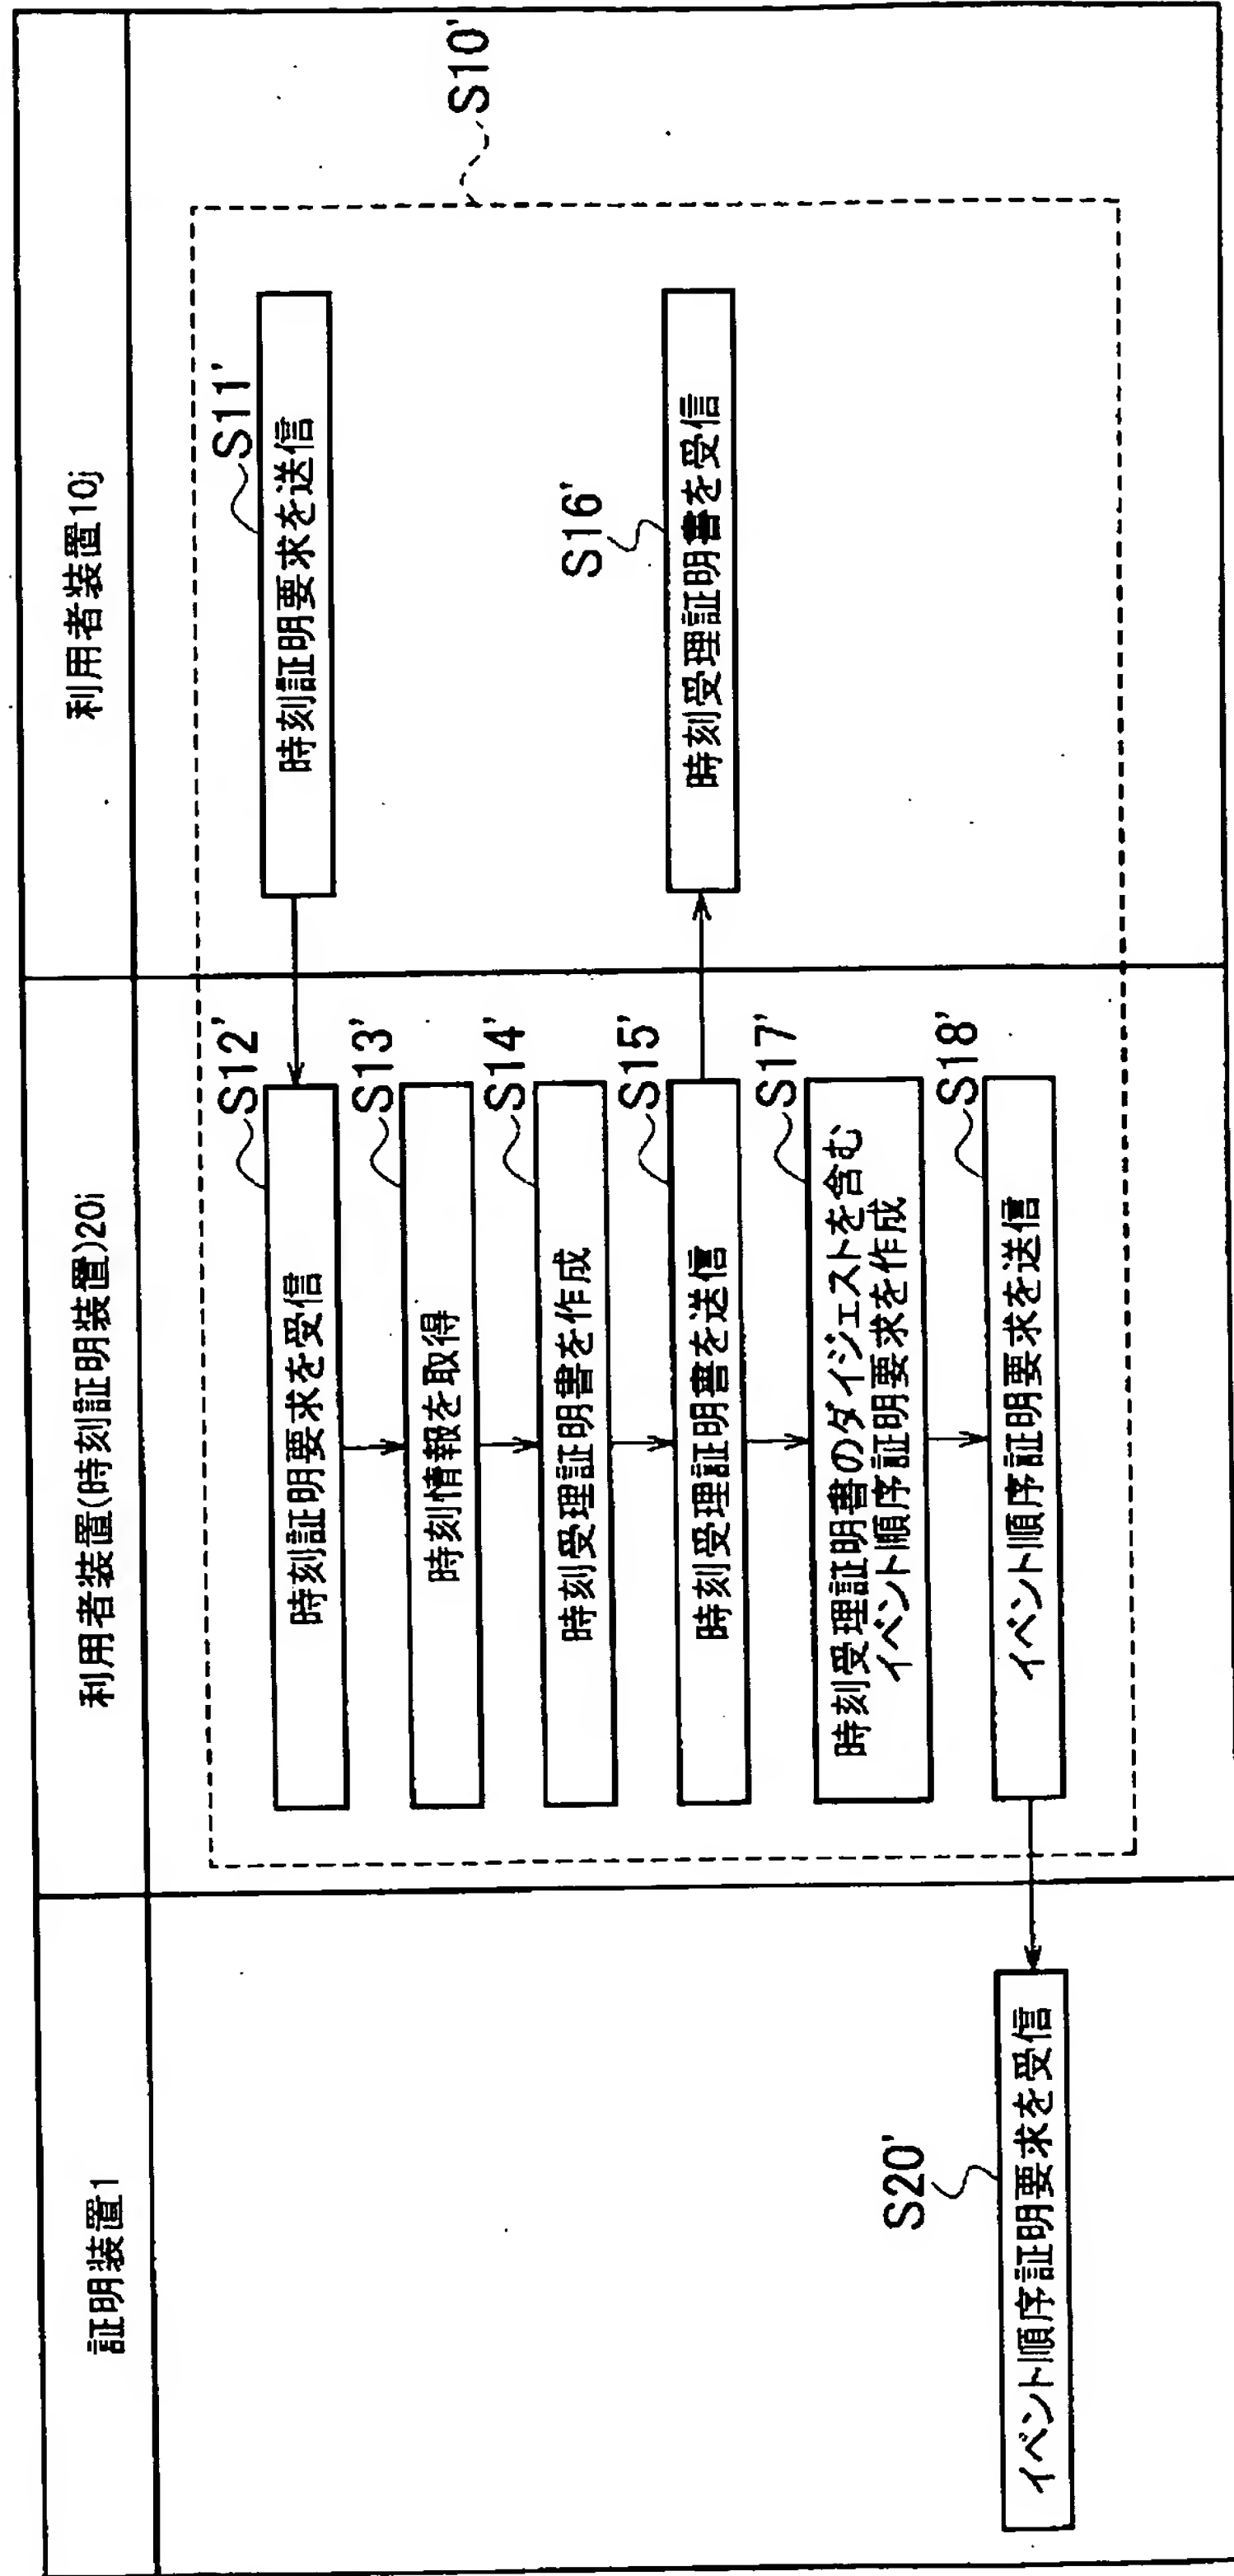 証明装置1
利用者装置(時刻証明装置)20i
利用者装置10j
S10'
S11'
時刻証明要求を送信
S12'
時刻証明要求を受信
S13'
時刻情報を取得
S14'
時刻受理証明書を作成
S15'
時刻受理証明書を送信
S16'
時刻受理証明書を受信
S17'
時刻受理証明書のダイジェストを含む
イベント順序証明要求を作成
S18'
イベント順序証明要求を送信
S20'
イベント順序証明要求を受信